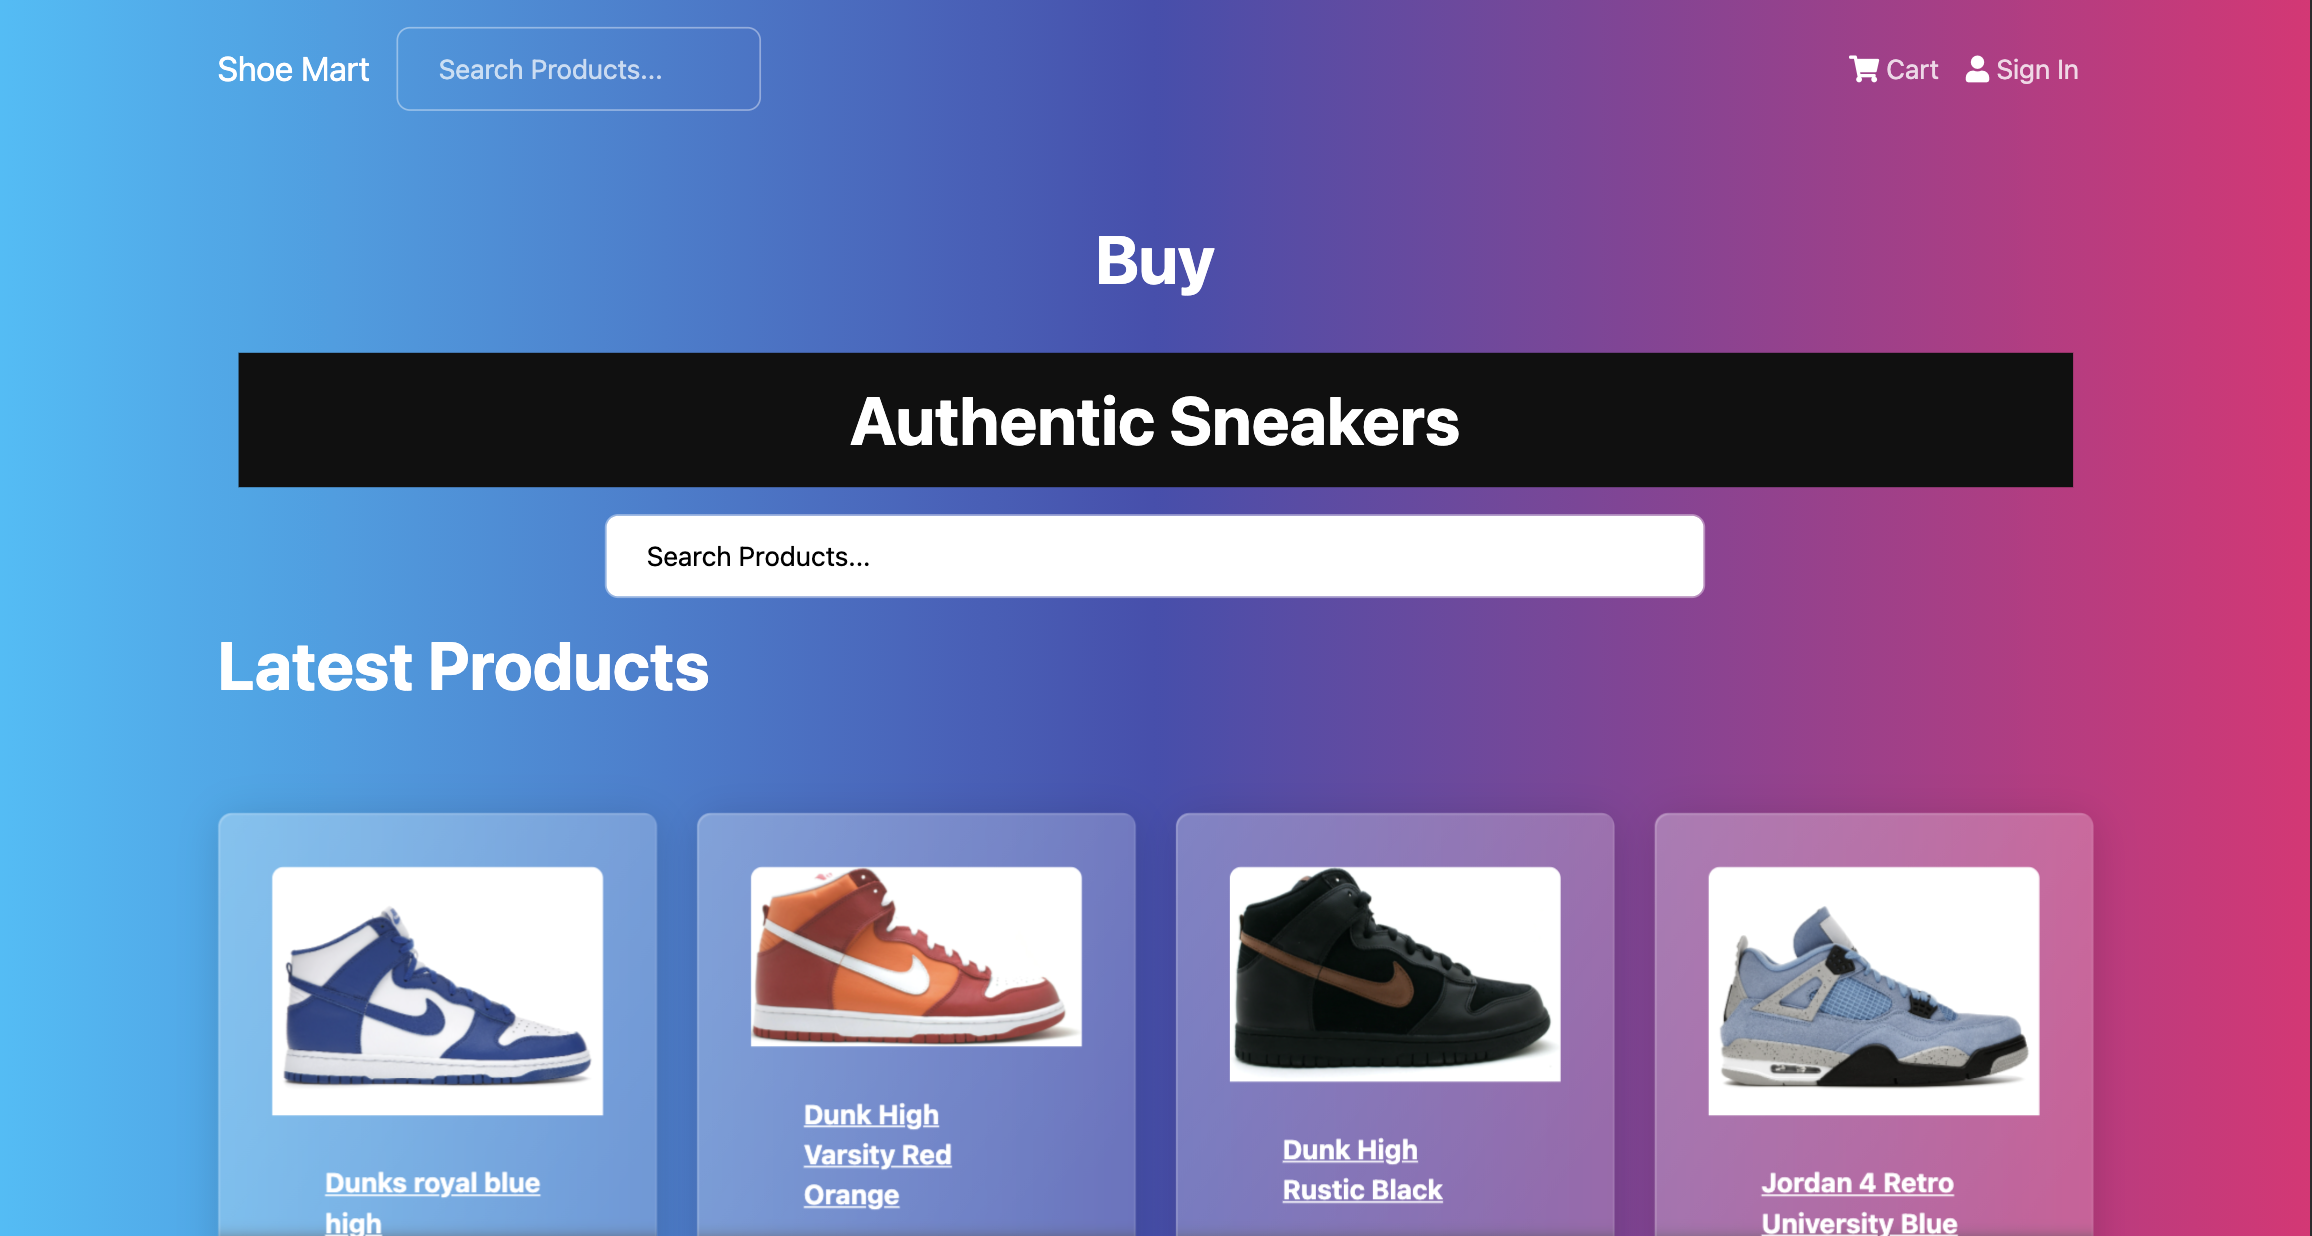 Shoe Mart
Search Products...
Cart
Sign In
Buy
Authentic Sneakers
Search Products...
Latest Products
Dunks royal blue
high
Dunk High
Varsity Red
Orange
Dunk High
Rustic Black
Jordan 4 Retro
University Blue